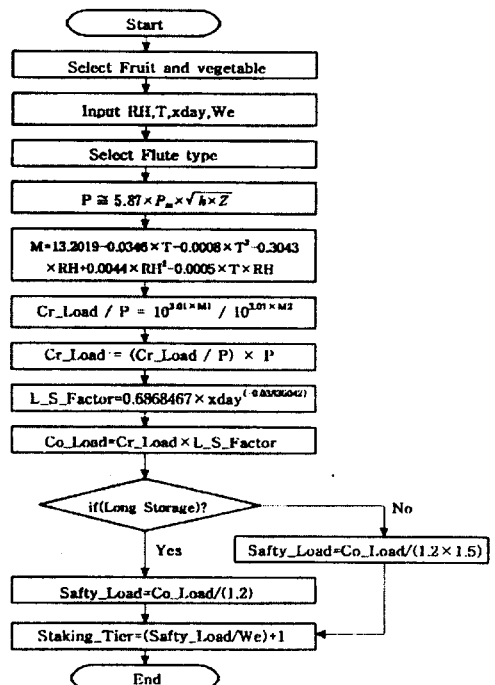 Start
Select Fruit and vegetable
Input RH,T,xday,We
Select Flute type
P ≅ 5.87×Pₘ×√h×Z
M=13.2019-0.0346×T-0.0008×T²-0.3043
×RH+0.0044×RH²-0.0005×T×RH
Cr_Load / P = 10^3.01×M1 / 10^3.01×M2
Cr_Load = (Cr_Load / P) × P
L_S_Factor=0.6868467×xday
Co_Load=Cr_Load×L_S_Factor
if(Long Storage)?
No
Yes
Safty_Load=Co_Load/(1.2×1.5)
Safty_Load=Co_Load/(1.2)
Staking_Tier=(Safty_Load/We)+1
End